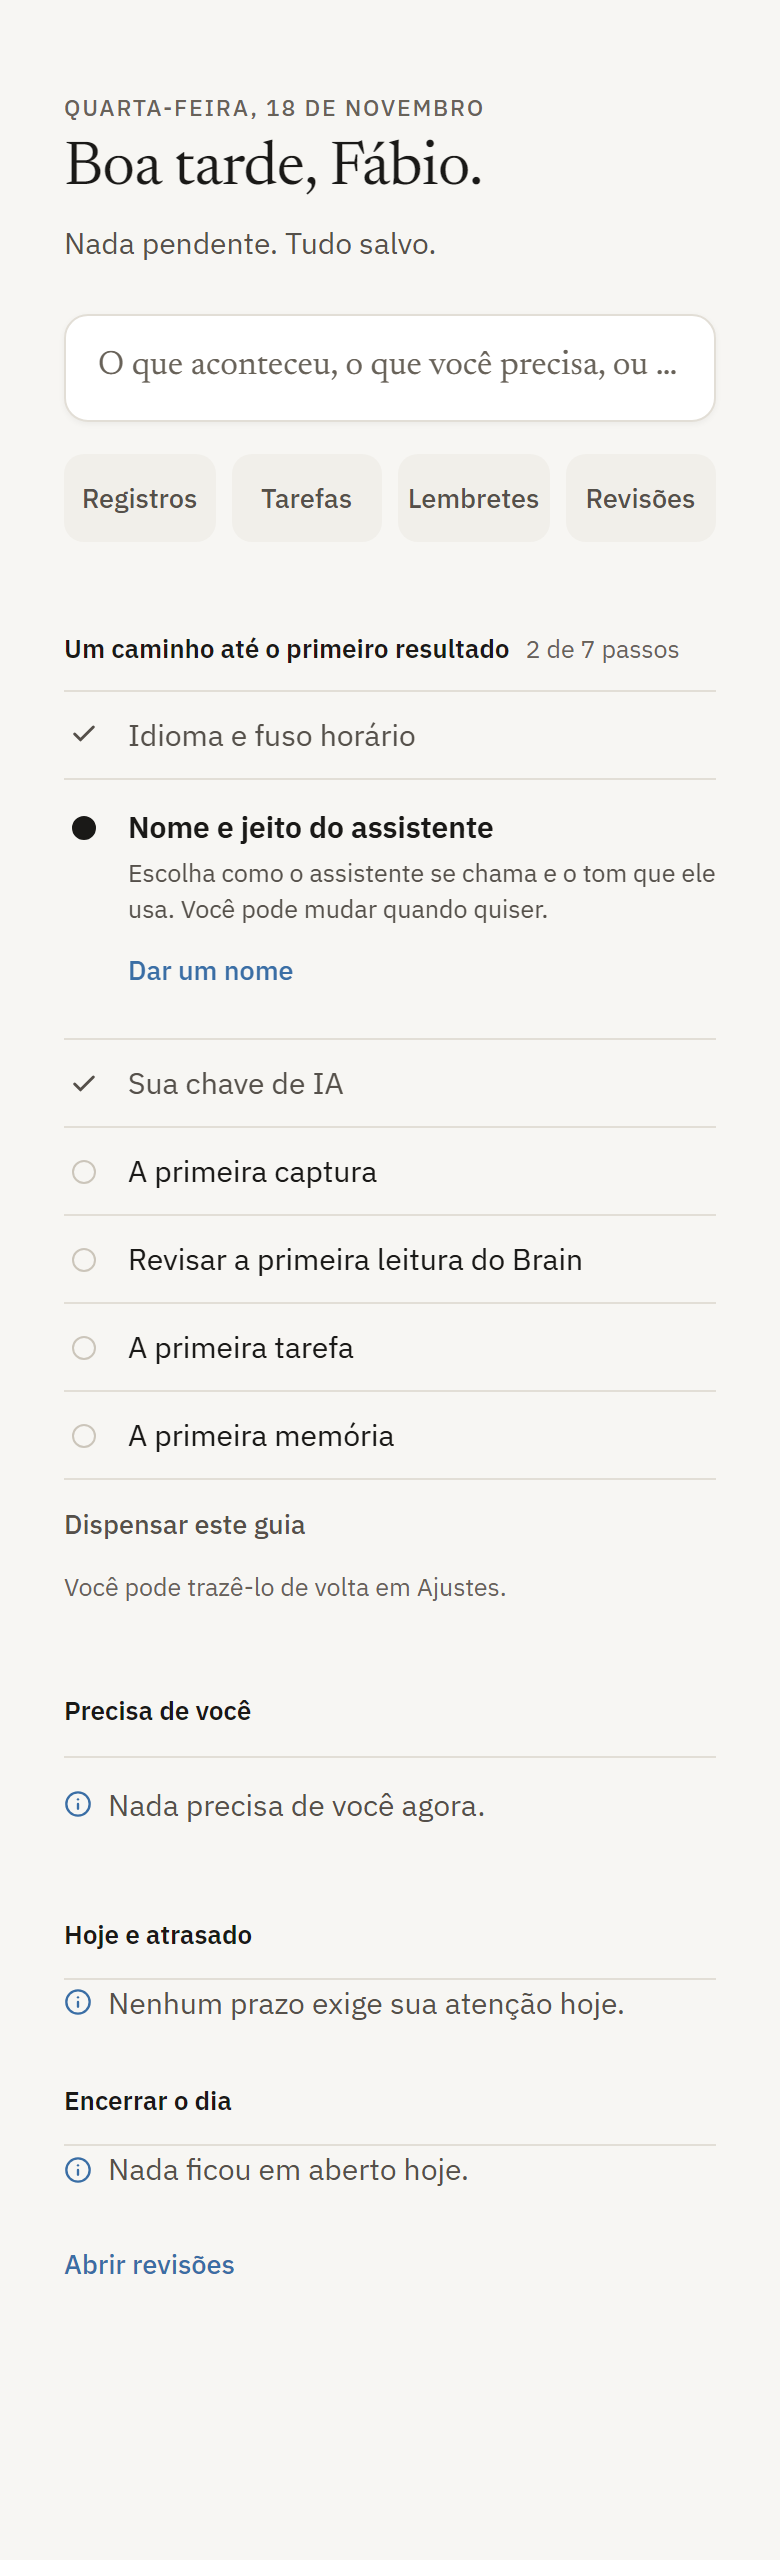 QUARTA-FEIRA, 18 DE NOVEMBRO
Boa tarde, Fábio.
Nada pendente. Tudo salvo.
O que aconteceu, o que você precisa, ou ...
Registros
Tarefas
Lembretes
Revisões
Um caminho até o primeiro resultado 2 de 7 passos
Idioma e fuso horário
Nome e jeito do assistente
Escolha como o assistente se chama e o tom que ele
usa. Você pode mudar quando quiser.
Dar um nome
Sua chave de IA
A primeira captura
Revisar a primeira leitura do Brain
A primeira tarefa
A primeira memória
Dispensar este guia
Você pode trazê-lo de volta em Ajustes.
Precisa de você
Nada precisa de você agora.
Hoje e atrasado
Nenhum prazo exige sua atenção hoje.
Encerrar o dia
Nada ficou em aberto hoje.
Abrir revisões